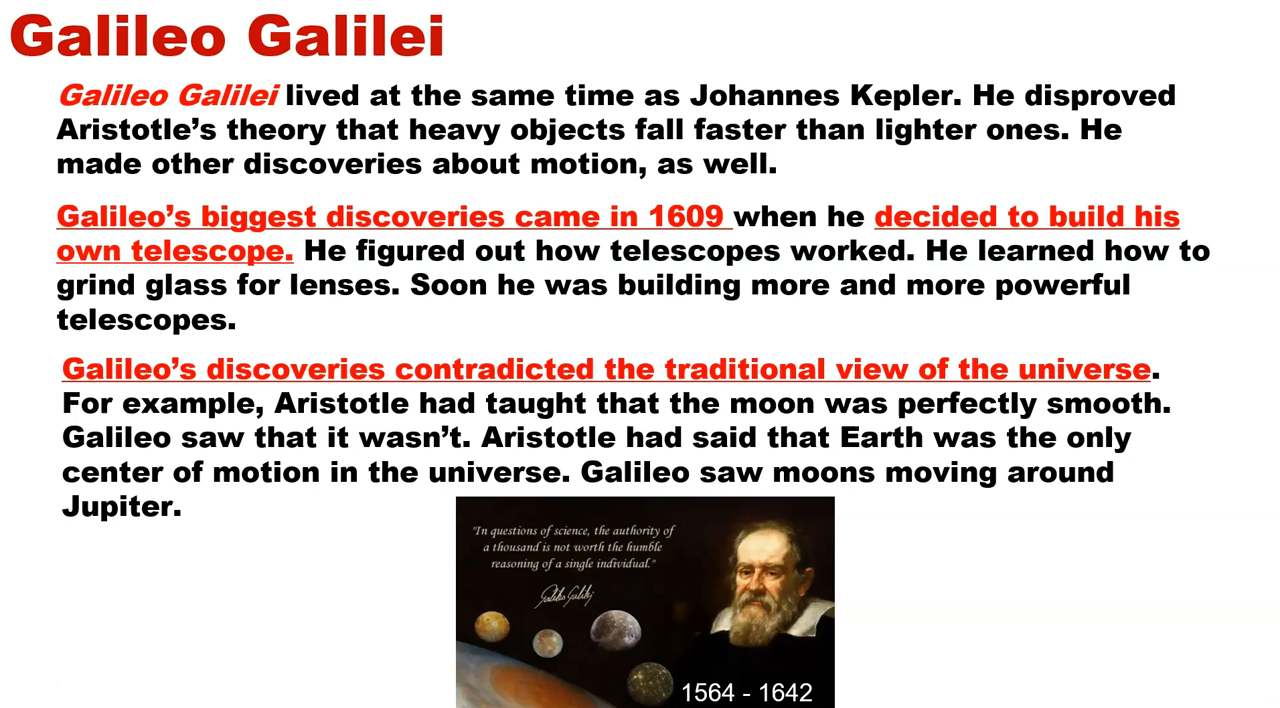 Galileo Galilei
Galileo Galilei lived at the same time as Johannes Kepler. He disproved
Aristotle’s theory that heavy objects fall faster than lighter ones. He
made other discoveries about motion, as well.
Galileo’s biggest discoveries came in 1609 when he decided to build his
own telescope. He figured out how telescopes worked. He learned how to
grind glass for lenses. Soon he was building more and more powerful
telescopes.
Galileo’s discoveries contradicted the traditional view of the universe.
For example, Aristotle had taught that the moon was perfectly smooth.
Galileo saw that it wasn’t. Aristotle had said that Earth was the only
center of motion in the universe. Galileo saw moons moving around
Jupiter.
"In questions of science, the authority of
a thousand is not worth the humble
reasoning of a single individual."
Galileo Galilej
1564 - 1642